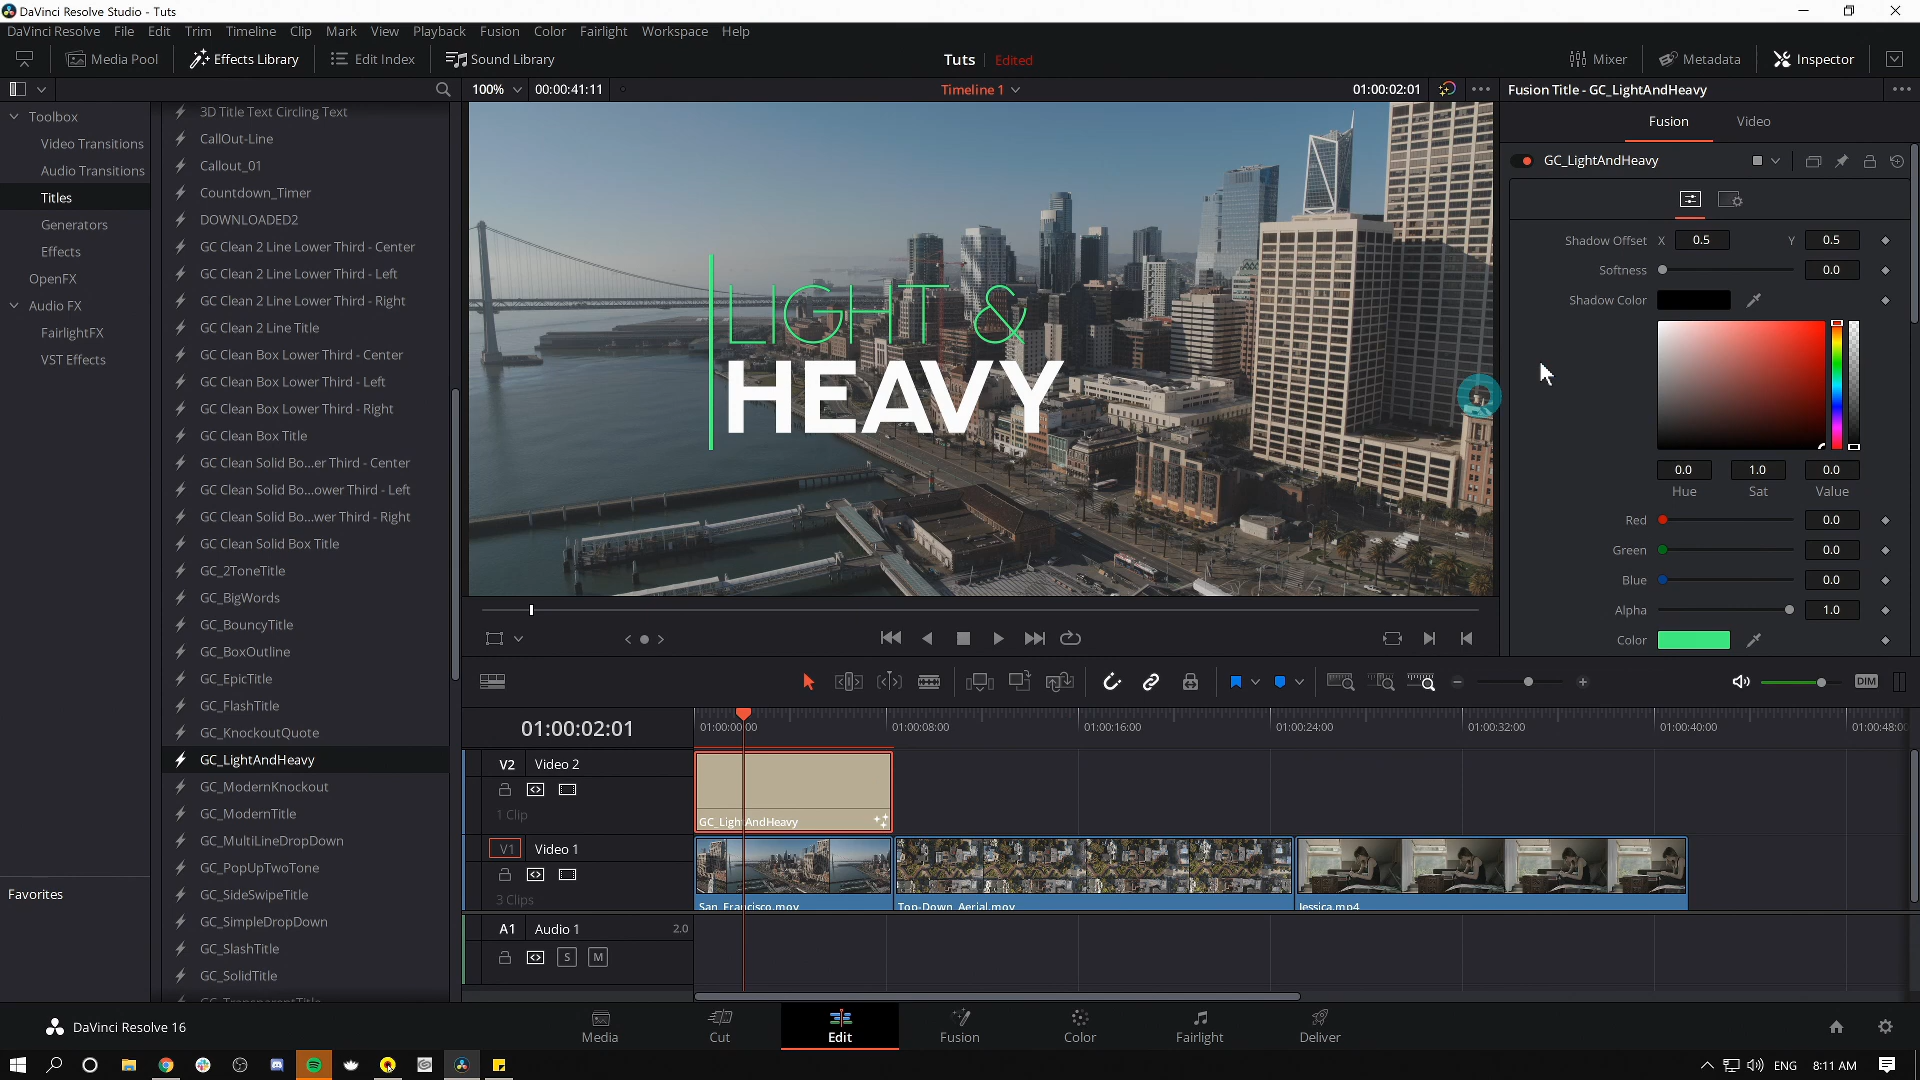 DaVinci Resolve Studio - Tuts
DaVinci Resolve File Edit Trim Timeline Clip Mark View Playback Fusion Color Fairlight Workspace Help
Media Pool Effects Library Edit Index Sound Library Tuts Edited Mixer Metadata Inspector
100% 00:00:41:11 Timeline 1 01:00:02:01 Fusion Title - GC_LightAndHeavy
Toolbox
Video Transitions
Audio Transitions
Titles
Generators
Effects
OpenFX
Audio FX
FairlightFX
VST Effects
Favorites
3D Title Text Circling Text
CallOut-Line
Callout_01
Countdown_Timer
DOWNLOADED2
GC Clean 2 Line Lower Third - Center
GC Clean 2 Line Lower Third - Left
GC Clean 2 Line Lower Third - Right
GC Clean 2 Line Title
GC Clean Box Lower Third - Center
GC Clean Box Lower Third - Left
GC Clean Box Lower Third - Right
GC Clean Box Title
GC Clean Solid Bo...er Third - Center
GC Clean Solid Bo...ower Third - Left
GC Clean Solid Bo...wer Third - Right
GC Clean Solid Box Title
GC_2ToneTitle
GC_BigWords
GC_BouncyTitle
GC_BoxOutline
GC_EpicTitle
GC_FlashTitle
GC_KnockoutQuote
GC_LightAndHeavy
GC_ModernKnockout
GC_ModernTitle
GC_MultiLineDropDown
GC_PopUpTwoTone
GC_SideSwipeTitle
GC_SimpleDropDown
GC_SlashTitle
GC_SolidTitle
LIGHT &
HEAVY
Fusion Video
GC_LightAndHeavy
Shadow Offset X 0.5 Y 0.5
Softness 0.0
Shadow Color
0.0 1.0 0.0
Hue Sat Value
Red 0.0
Green 0.0
Blue 0.0
Alpha 1.0
Color
DIM
01:00:02:01 01:00:00:00 01:00:08:00 01:00:16:00 01:00:24:00 01:00:32:00 01:00:40:00 01:00:48:0
V2 Video 2
1 Clip
GC_LightAndHeavy
V1 Video 1
3 Clips
San_Francisco.mov Top-Down_Aerial.mov Jessica.mp4
A1 Audio 1 2.0
S M
DaVinci Resolve 16
Media Cut Edit Fusion Color Fairlight Deliver
ENG 8:11 AM